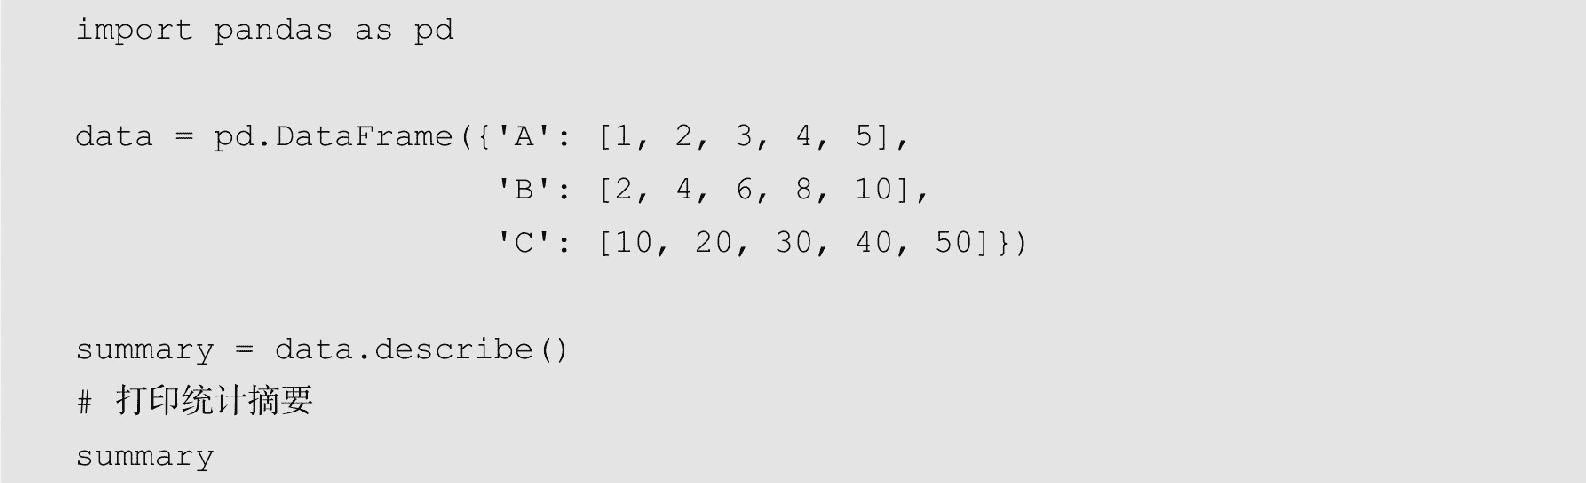 import pandas as pd
data = pd.DataFrame({'A': [1, 2, 3, 4, 5],
'B': [2, 4, 6, 8, 10],
'C': [10, 20, 30, 40, 50]})
summary = data.describe()
# 打印统计摘要
summary